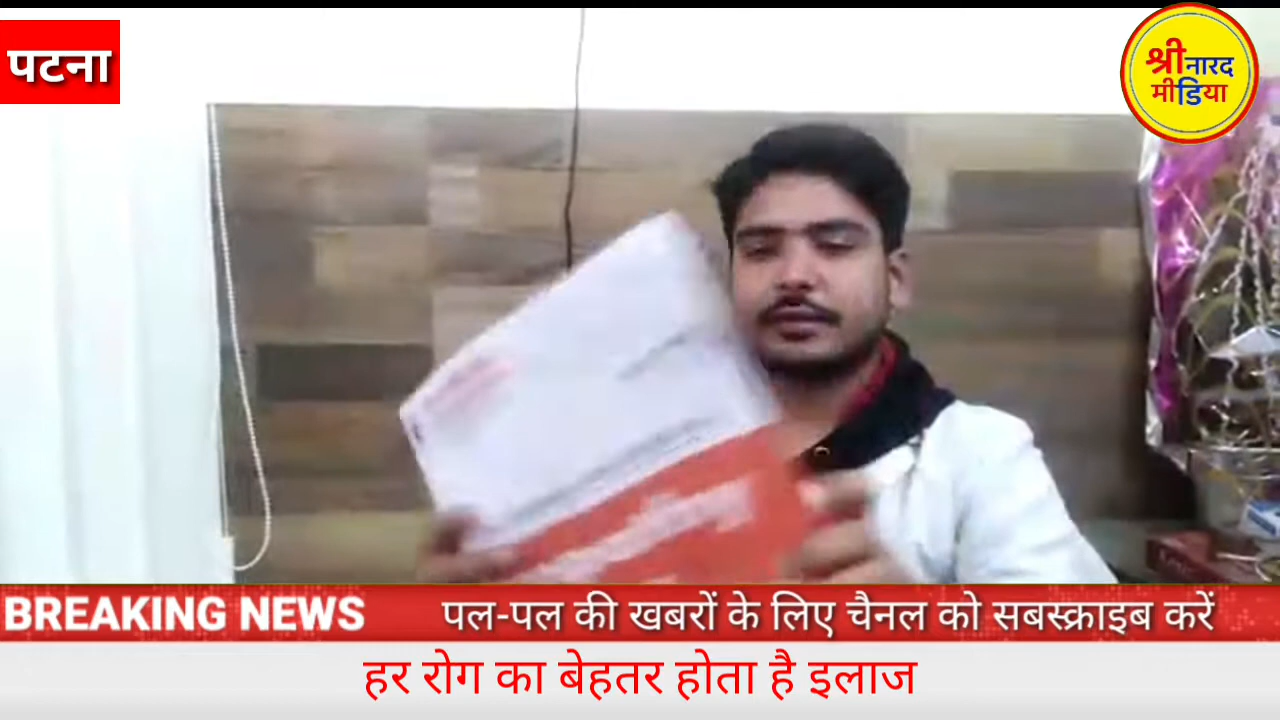 पटना
श्री नारद
मीडिया
BREAKING NEWS
पल-पल की खबरों के लिए चैनल को सबस्क्राइब करें
हर रोग का बेहतर होता है इलाज